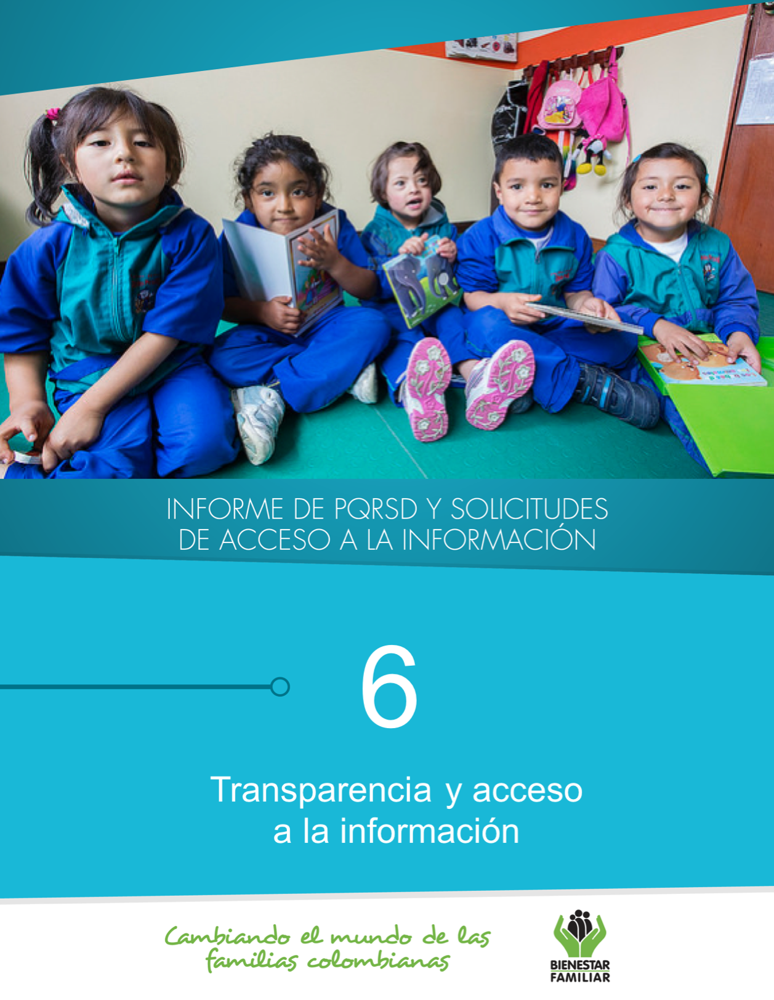 INFORME DE PQRSD Y SOLICITUDES
DE ACCESO A LA INFORMACIÓN
6
Transparencia y acceso
a la información
Cambiando el mundo de las
familias colombianas
BIENESTAR
FAMILIAR